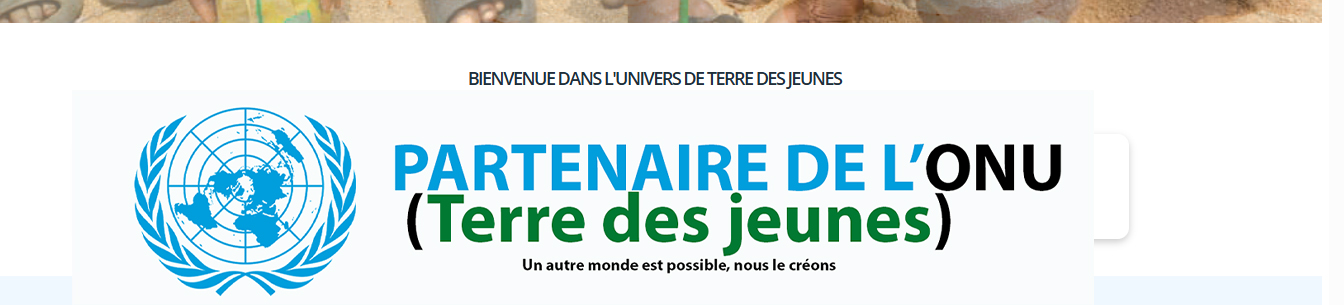 BIENVENUE DANS L'UNIVERS DE TERRE DES JEUNES
PARTENAIRE DE L’ONU
(Terre des jeunes)
Un autre monde est possible, nous le créons